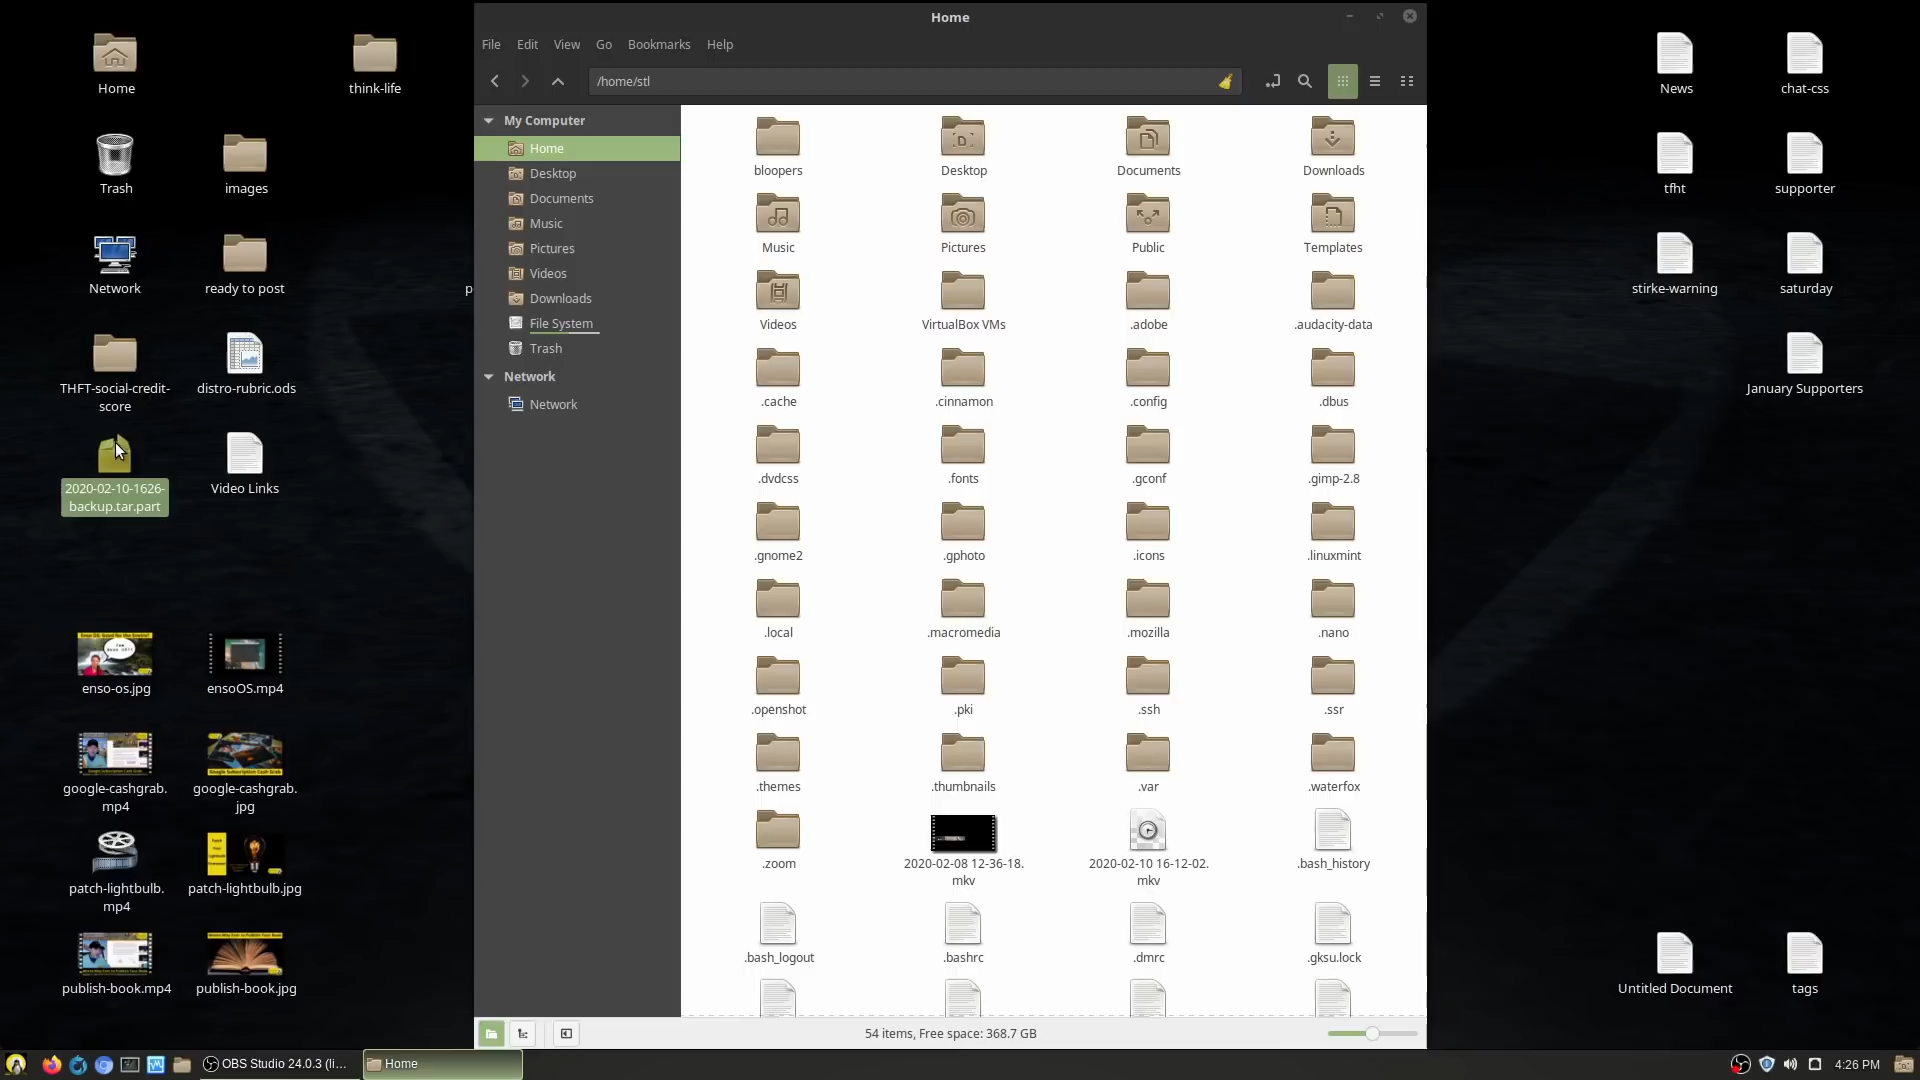 Home
think-life
Trash
images
Network
ready to post
THFT-social-credit-
score
distro-rubric.ods
2020-02-10-1626-
backup.tar.part
Video Links
enso-os.jpg
ensoOS.mp4
google-cashgrab.
mp4
google-cashgrab.
jpg
patch-lightbulb.
mp4
patch-lightbulb.jpg
publish-book.mp4
publish-book.jpg
p
Home
File Edit View Go Bookmarks Help
/home/stl
My Computer
Home
Desktop
Documents
Music
Pictures
Videos
Downloads
File System
Trash
Network
Network
bloopers
Desktop
Documents
Downloads
Music
Pictures
Public
Templates
Videos
VirtualBox VMs
.adobe
.audacity-data
.cache
.cinnamon
.config
.dbus
.dvdcss
.fonts
.gconf
.gimp-2.8
.gnome2
.gphoto
.icons
.linuxmint
.local
.macromedia
.mozilla
.nano
.openshot
.pki
.ssh
.ssr
.themes
.thumbnails
.var
.waterfox
.zoom
2020-02-08 12-36-18.
mkv
2020-02-10 16-12-02.
mkv
.bash_history
.bash_logout
.bashrc
.dmrc
.gksu.lock
54 items, Free space: 368.7 GB
News
chat-css
tfht
supporter
stirke-warning
saturday
January Supporters
Untitled Document
tags
OBS Studio 24.0.3 (li...
Home
4:26 PM